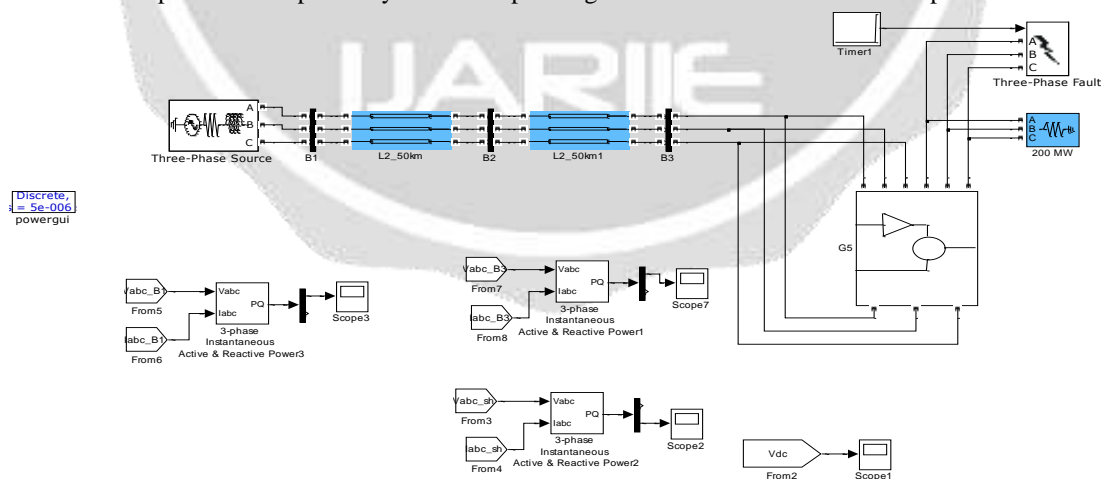 IJARIIE
Timer1
A
B
C
Three-Phase Fault
A
B
C
Three-Phase Source
B1
L2_50km
B2
L2_50km1
B3
A
B
C
200 MW
Discrete,
s = 5e-006
powergui
G5
Vabc_B1
From5
Iabc_B1
From6
Vabc
Iabc
PQ
3-phase
Instantaneous
Active & Reactive Power3
Scope3
Vabc_B3
From7
Iabc_B3
From8
Vabc
Iabc
PQ
3-phase
Instantaneous
Active & Reactive Power1
Scope7
Vabc_sh
From3
Iabc_sh
From4
Vabc
Iabc
PQ
3-phase
Instantaneous
Active & Reactive Power2
Scope2
Vdc
From2
Scope1